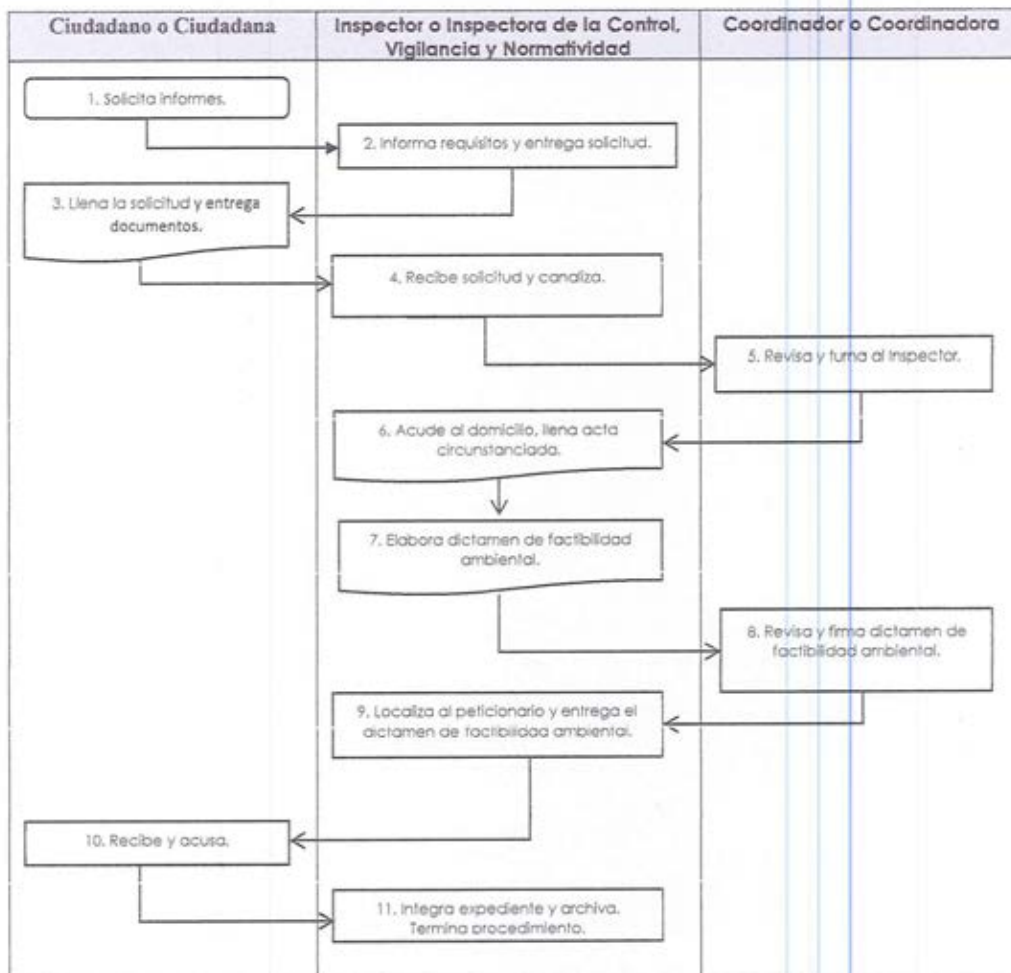 Ciudadano o Ciudadana
Inspector o Inspectora de la Control,
Vigilancia y Normatividad
Coordinador o Coordinadora
1. Solicita informes.
2. Informa requisitos y entrega solicitud.
3. Llena la solicitud y entrega
documentos.
4. Recibe solicitud y canaliza.
5. Revisa y turna al Inspector.
6. Acude al domicilio, llena acta
circunstanciada.
7. Elabora dictamen de factibilidad
ambiental.
8. Revisa y firma dictamen de
factibilidad ambiental.
9. Localiza al peticionario y entrega el
dictamen de factibilidad ambiental.
10. Recibe y acusa.
11. Integra expediente y archiva.
Termina procedimiento.